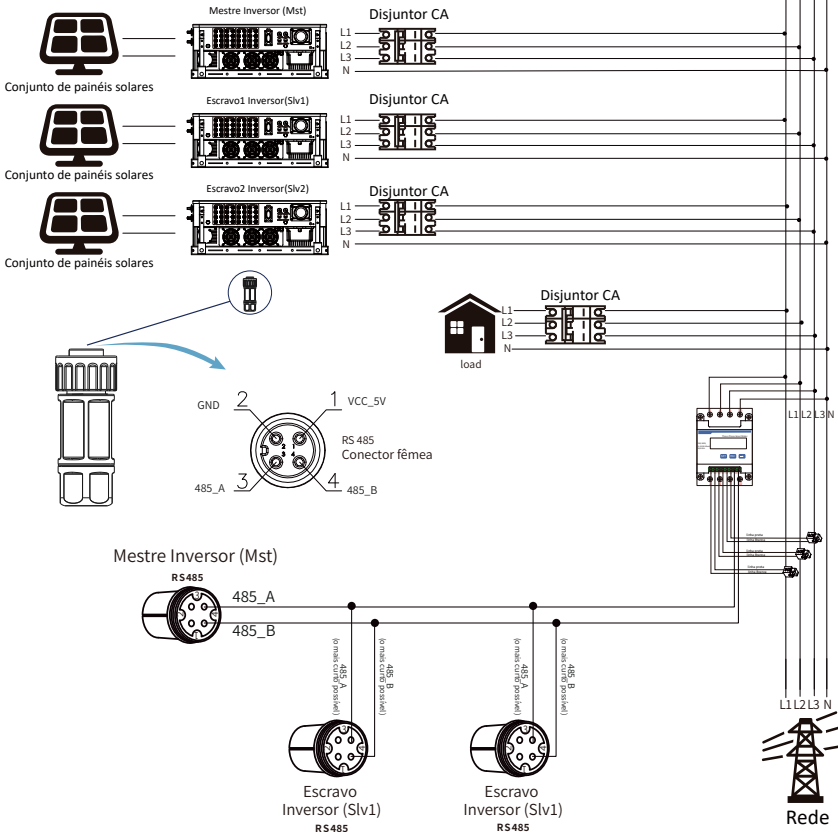 Mestre Inversor (Mst)
Disjuntor CA
L1
L2
L3
N
Conjunto de painéis solares
Escravo1 Inversor(Slv1)
Disjuntor CA
L1
L2
L3
N
Conjunto de painéis solares
Escravo2 Inversor(Slv2)
Disjuntor CA
L1
L2
L3
N
Conjunto de painéis solares
Disjuntor CA
L1
L2
L3
N
load
L1 L2 L3 N
GND 2
1 VCC_5V
RS 485
Conector fêmea
2 1
3 4
485_A 3
4 485_B
Mestre Inversor (Mst)
RS485
485_A
485_B
485_A
(o mais curto possível)
485_B
(o mais curto possível)
485_A
(o mais curto possível)
485_B
(o mais curto possível)
Escravo
Inversor (Slv1)
RS485
Escravo
Inversor (Slv1)
RS485
L1 L2 L3 N
Rede